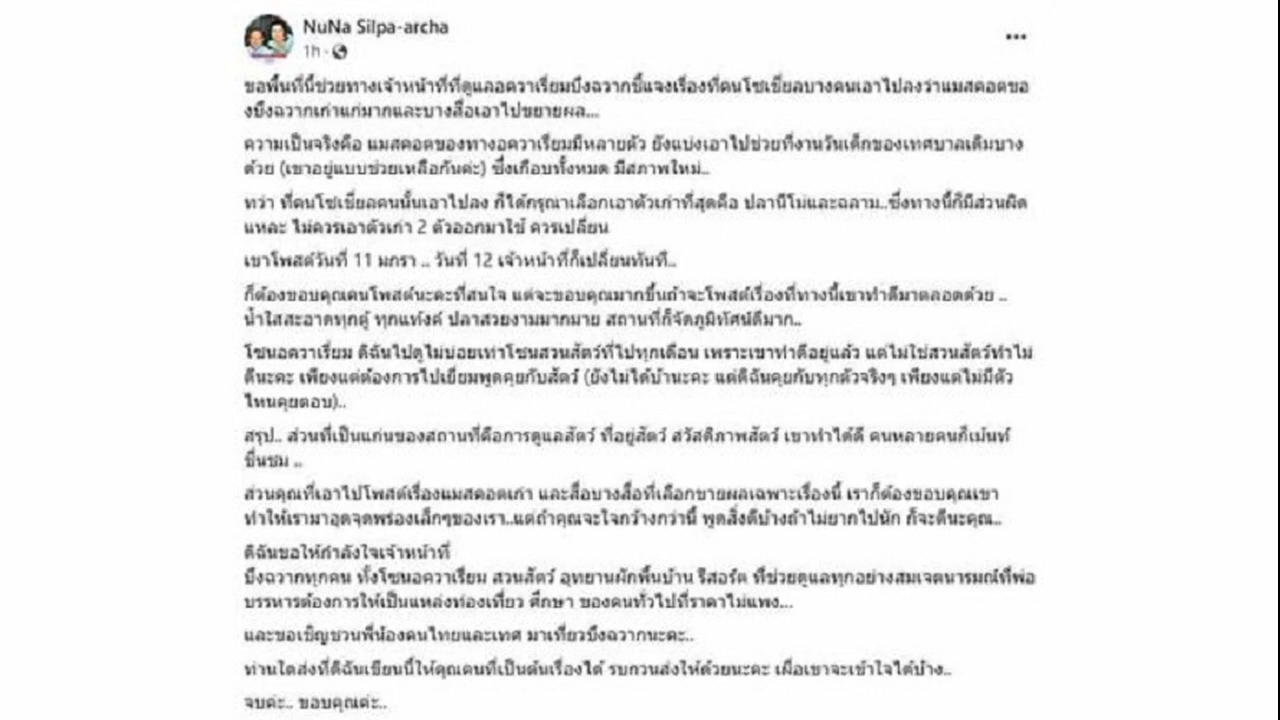 NuNa Silpa-archa
1h ·
ขอพื้นที่นี้ช่วยทางเจ้าหน้าที่ที่ดูแลอควาเรียมบึงฉวากชี้แจงเรื่องที่คนโซเชี่ยลบางคนเอาไปลงว่าแมสคอตขอ
งบึงฉวากเก่าแก่มากและบางสื่อเอาไปขยายผล...
ความเป็นจริงคือ แมสคอตของทางอควาเรียมมีหลายตัว ยังแบ่งเอาไปช่วยที่งานวันเด็กของเทศบาลเดิมบาง
ด้วย (เขาอยู่แบบช่วยเหลือกันค่ะ) ซึ่งเกือบทั้งหมด มีสภาพใหม่..
ทว่า ที่คนโซเชี่ยลคนนั้นเอาไปลง ก็ได้กรุณาเลือกเอาตัวเก่าที่สุดคือ ปลานีโม่และฉลาม..ซึ่งทางนี้ก็มีส่วนผิด
แหละ ไม่ควรเอาตัวเก่า 2 ตัวออกมาใช้ ควรเปลี่ยน
เขาโพสต์วันที่ 11 มกรา .. วันที่ 12 เจ้าหน้าที่ก็เปลี่ยนทันที..
ก็ต้องขอบคุณคนโพสต์นะคะที่สนใจ แต่จะขอบคุณมากขึ้นถ้าจะโพสต์เรื่องที่ทางนี้เขาทำดีมาตลอดด้วย ..
น้ำใสสะอาดทุกตู้ ทุกแท้งค์ ปลาสวยงามมากมาย สถานที่ก็จัดภูมิทัศน์ดีมาก..
โซนอควาเรียม ดิฉันไปดูไม่บ่อยเท่าโซนสวนสัตว์ที่ไปทุกเดือน เพราะเขาทำดีอยู่แล้ว แต่ไม่ใช่สวนสัตว์ทำไม่
ดีนะคะ เพียงแต่ต้องการไปเยี่ยมพูดคุยกับสัตว์ (ยังไม่ได้บ้านะคะ แต่ดิฉันคุยกับทุกตัวจริงๆ เพียงแต่ไม่มีตัว
ไหนคุยตอบ)..
สรุป.. ส่วนที่เป็นแก่นของสถานที่คือการดูแลสัตว์ ที่อยู่สัตว์ สวัสดิภาพสัตว์ เขาทำได้ดี คนหลายคนก็เม้นท์
ชื่นชม ..
ส่วนคุณที่เอาไปโพสต์เรื่องแมสคอตเก่า และสื่อบางสื่อที่เลือกขายผลเฉพาะเรื่องนี้ เราก็ต้องขอบคุณเขา
ทำให้เรามาอุดจุดพร่องเล็กๆของเรา..แต่ถ้าคุณจะใจกว้างกว่านี้ พูดสิ่งดีบ้างถ้าไม่ยากไปนัก ก็จะดีนะคุณ..
ดิฉันขอให้กำลังใจเจ้าหน้าที่
บึงฉวากทุกคน ทั้งโซนอควาเรียม สวนสัตว์ อุทยานผักพื้นบ้าน รีสอร์ต ที่ช่วยดูแลทุกอย่างสมเจตนารมณ์ที่พ่อ
บรรหารต้องการให้เป็นแหล่งท่องเที่ยว ศึกษา ของคนทั่วไปที่ราคาไม่แพง...
และขอเชิญชวนพี่น้องคนไทยและเทศ มาเที่ยวบึงฉวากนะคะ..
ท่านใดส่งที่ดิฉันเขียนนี้ให้คุณคนที่เป็นต้นเรื่องได้ รบกวนส่งให้ด้วยนะคะ เผื่อเขาจะเข้าใจได้บ้าง..
จบค่ะ.. ขอบคุณค่ะ..